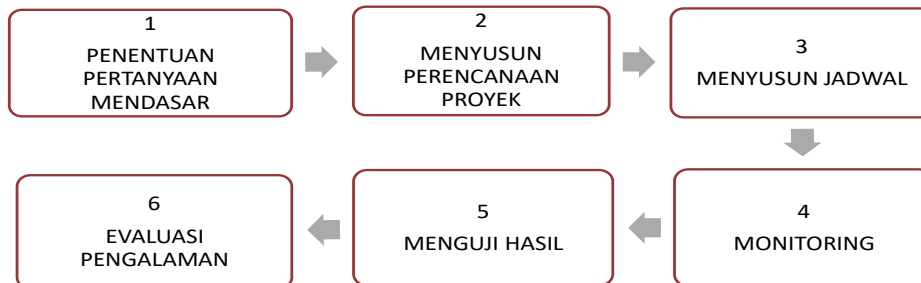 1
PENENTUAN
PERTANYAAN
MENDASAR
2
MENYUSUN
PERENCANAAN
PROYEK
3
MENYUSUN JADWAL
4
MONITORING
5
MENGUJI HASIL
6
EVALUASI
PENGALAMAN